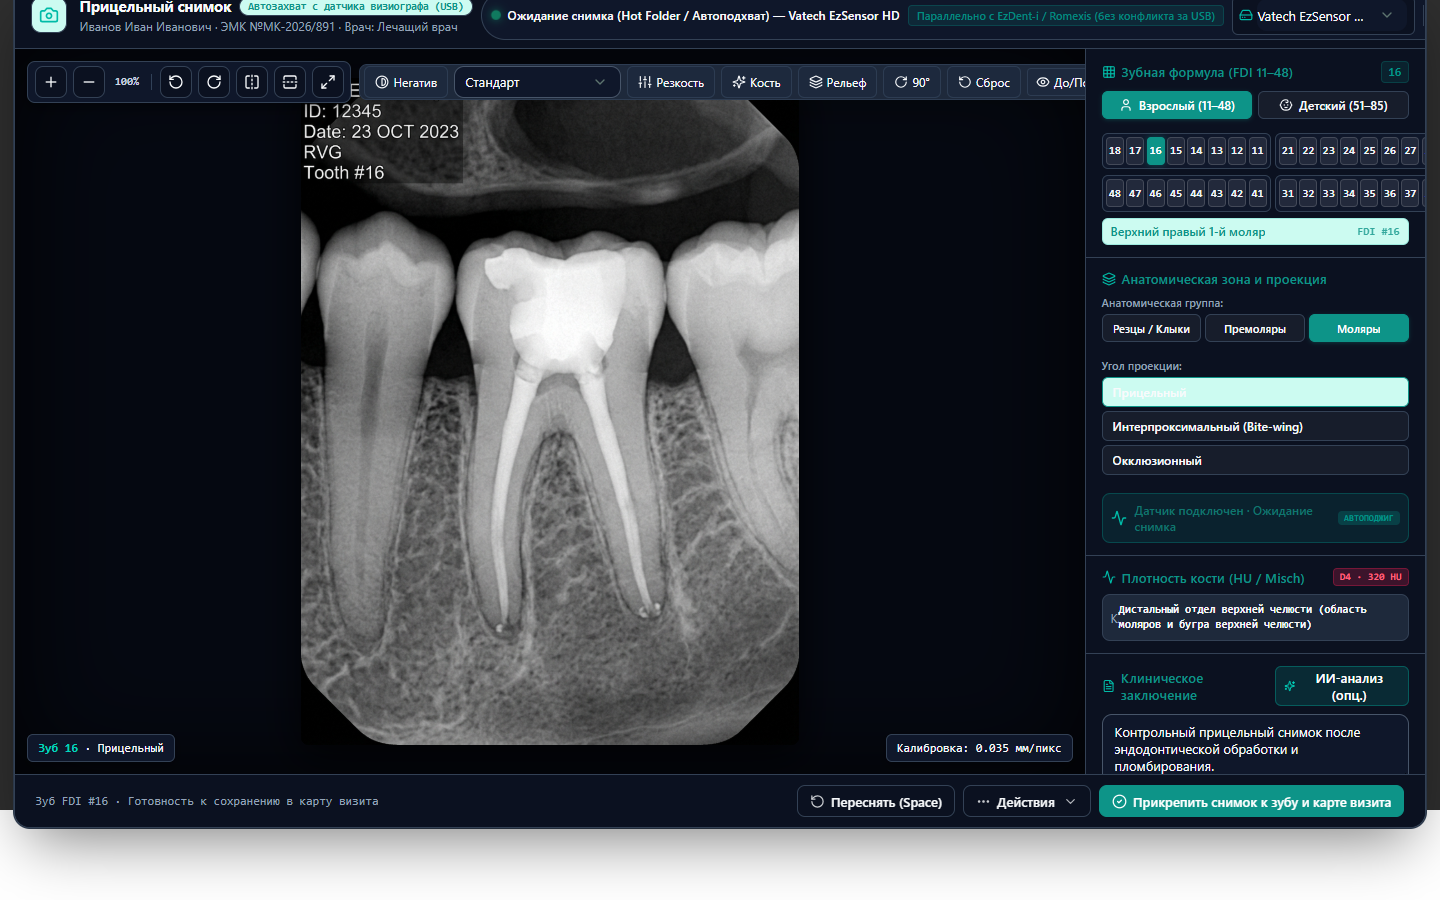 Прицельный снимок
Автозахват с датчика визиографа (USB)
Иванов Иван Иванович · ЭМК №МК-2026/891 · Врач: Лечащий врач
Ожидание снимка (Hot Folder / Автоподхват) — Vatech EzSensor HD
Параллельно с EzDent-i / Romexis (без конфликта за USB)
Vatech EzSensor ...
100%
Негатив
Стандарт
Резкость
Кость
Рельеф
90°
Сброс
До/По
ID: 12345
Date: 23 OCT 2023
RVG
Tooth #16
Зуб 16 · Прицельный
Калибровка: 0.035 мм/пикс
Зубная формула (FDI 11–48)
16
Взрослый (11–48)
Детский (51–85)
18 17 16 15 14 13 12 11 21 22 23 24 25 26 27
48 47 46 45 44 43 42 41 31 32 33 34 35 36 37
Верхний правый 1-й моляр
FDI #16
Анатомическая зона и проекция
Анатомическая группа:
Резцы / Клыки
Премоляры
Моляры
Угол проекции:
Прицельный
Интерпроксимальный (Bite-wing)
Окклюзионный
Датчик подключен · Ожидание
снимка
АВТОПОДЖИГ
Плотность кости (HU / Misch)
D4 · 320 HU
Дистальный отдел верхней челюсти (область
моляров и бугра верхней челюсти)
Клиническое
заключение
ИИ-анализ
(опц.)
Контрольный прицельный снимок после
эндодонтической обработки и
пломбирования.
Зуб FDI #16 · Готовность к сохранению в карту визита
Переснять (Space)
Действия
Прикрепить снимок к зубу и карте визита